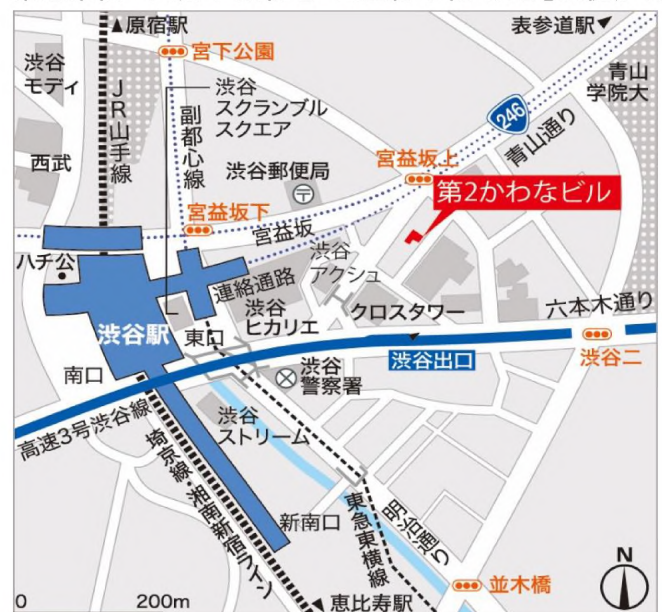 原宿駅
宮下公園
表参道駅
渋谷
モディ
JR山手線
副都心線
渋谷
スクランブル
スクエア
青山
学院大
246
青山通り
西武
渋谷郵便局
宮益坂上
第2かわなビル
宮益坂下
宮益坂
ハチ公
渋谷
アクシュ
連絡通路
渋谷駅
東口
渋谷
ヒカリエ
クロスタワー
六本木通り
渋谷出口
渋谷二
南口
渋谷
警察署
高速3号渋谷線
渋谷
ストリーム
埼京線・湘南新宿ライン
新南口
東急東横線
明治通り
並木橋
N
0
200m
恵比寿駅